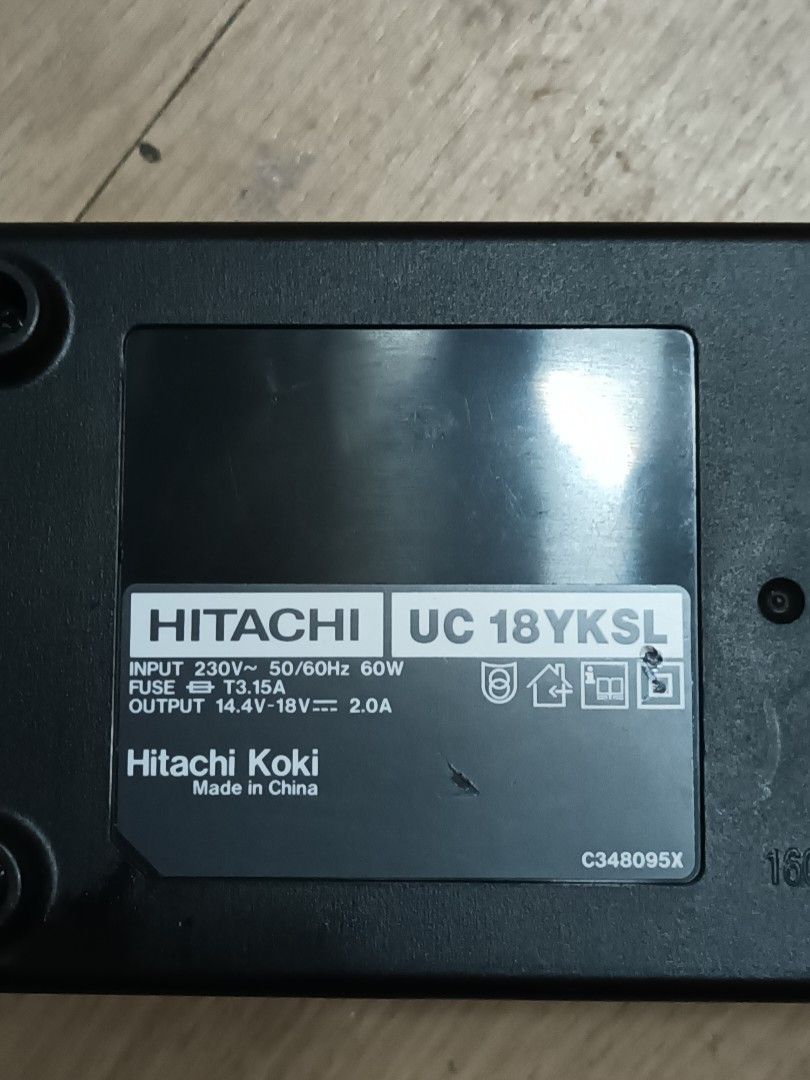 HITACHI UC 18YKSL
INPUT 230V~ 50/60Hz 60W
FUSE T3.15A
OUTPUT 14.4V-18V⎓ 2.0A
Hitachi Koki
Made in China
C348095X